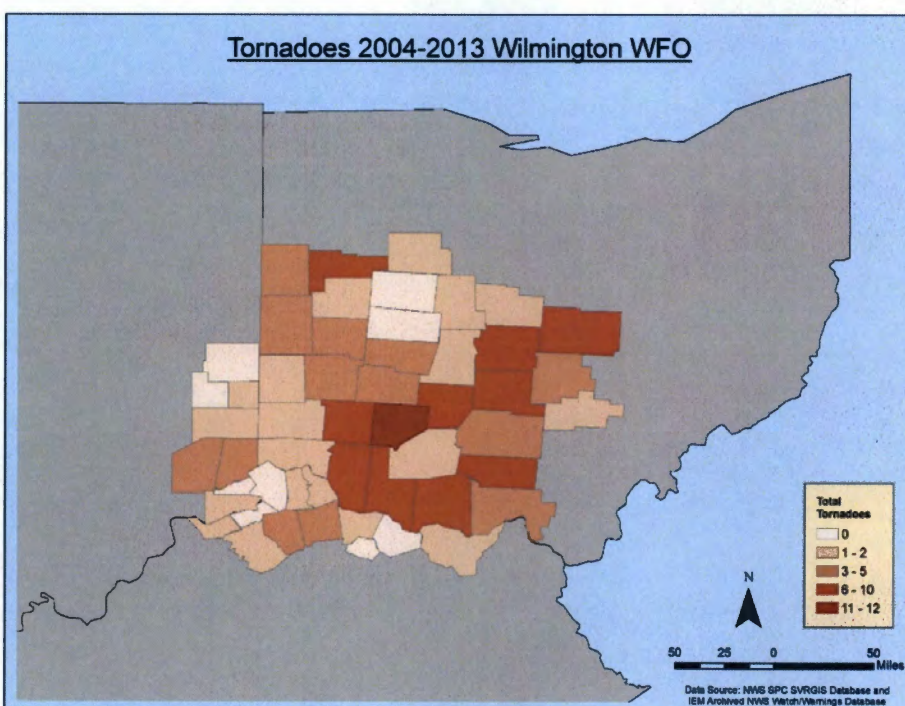 Tornadoes 2004-2013 Wilmington WFO
Total
Tornadoes
0
1 - 2
3 - 5
6 - 10
11 - 12
N
50 25 0 50
Miles
Data Source: NWS SPC SVRGIS Database and
IEM Archived NWS Watch/Warnings Database